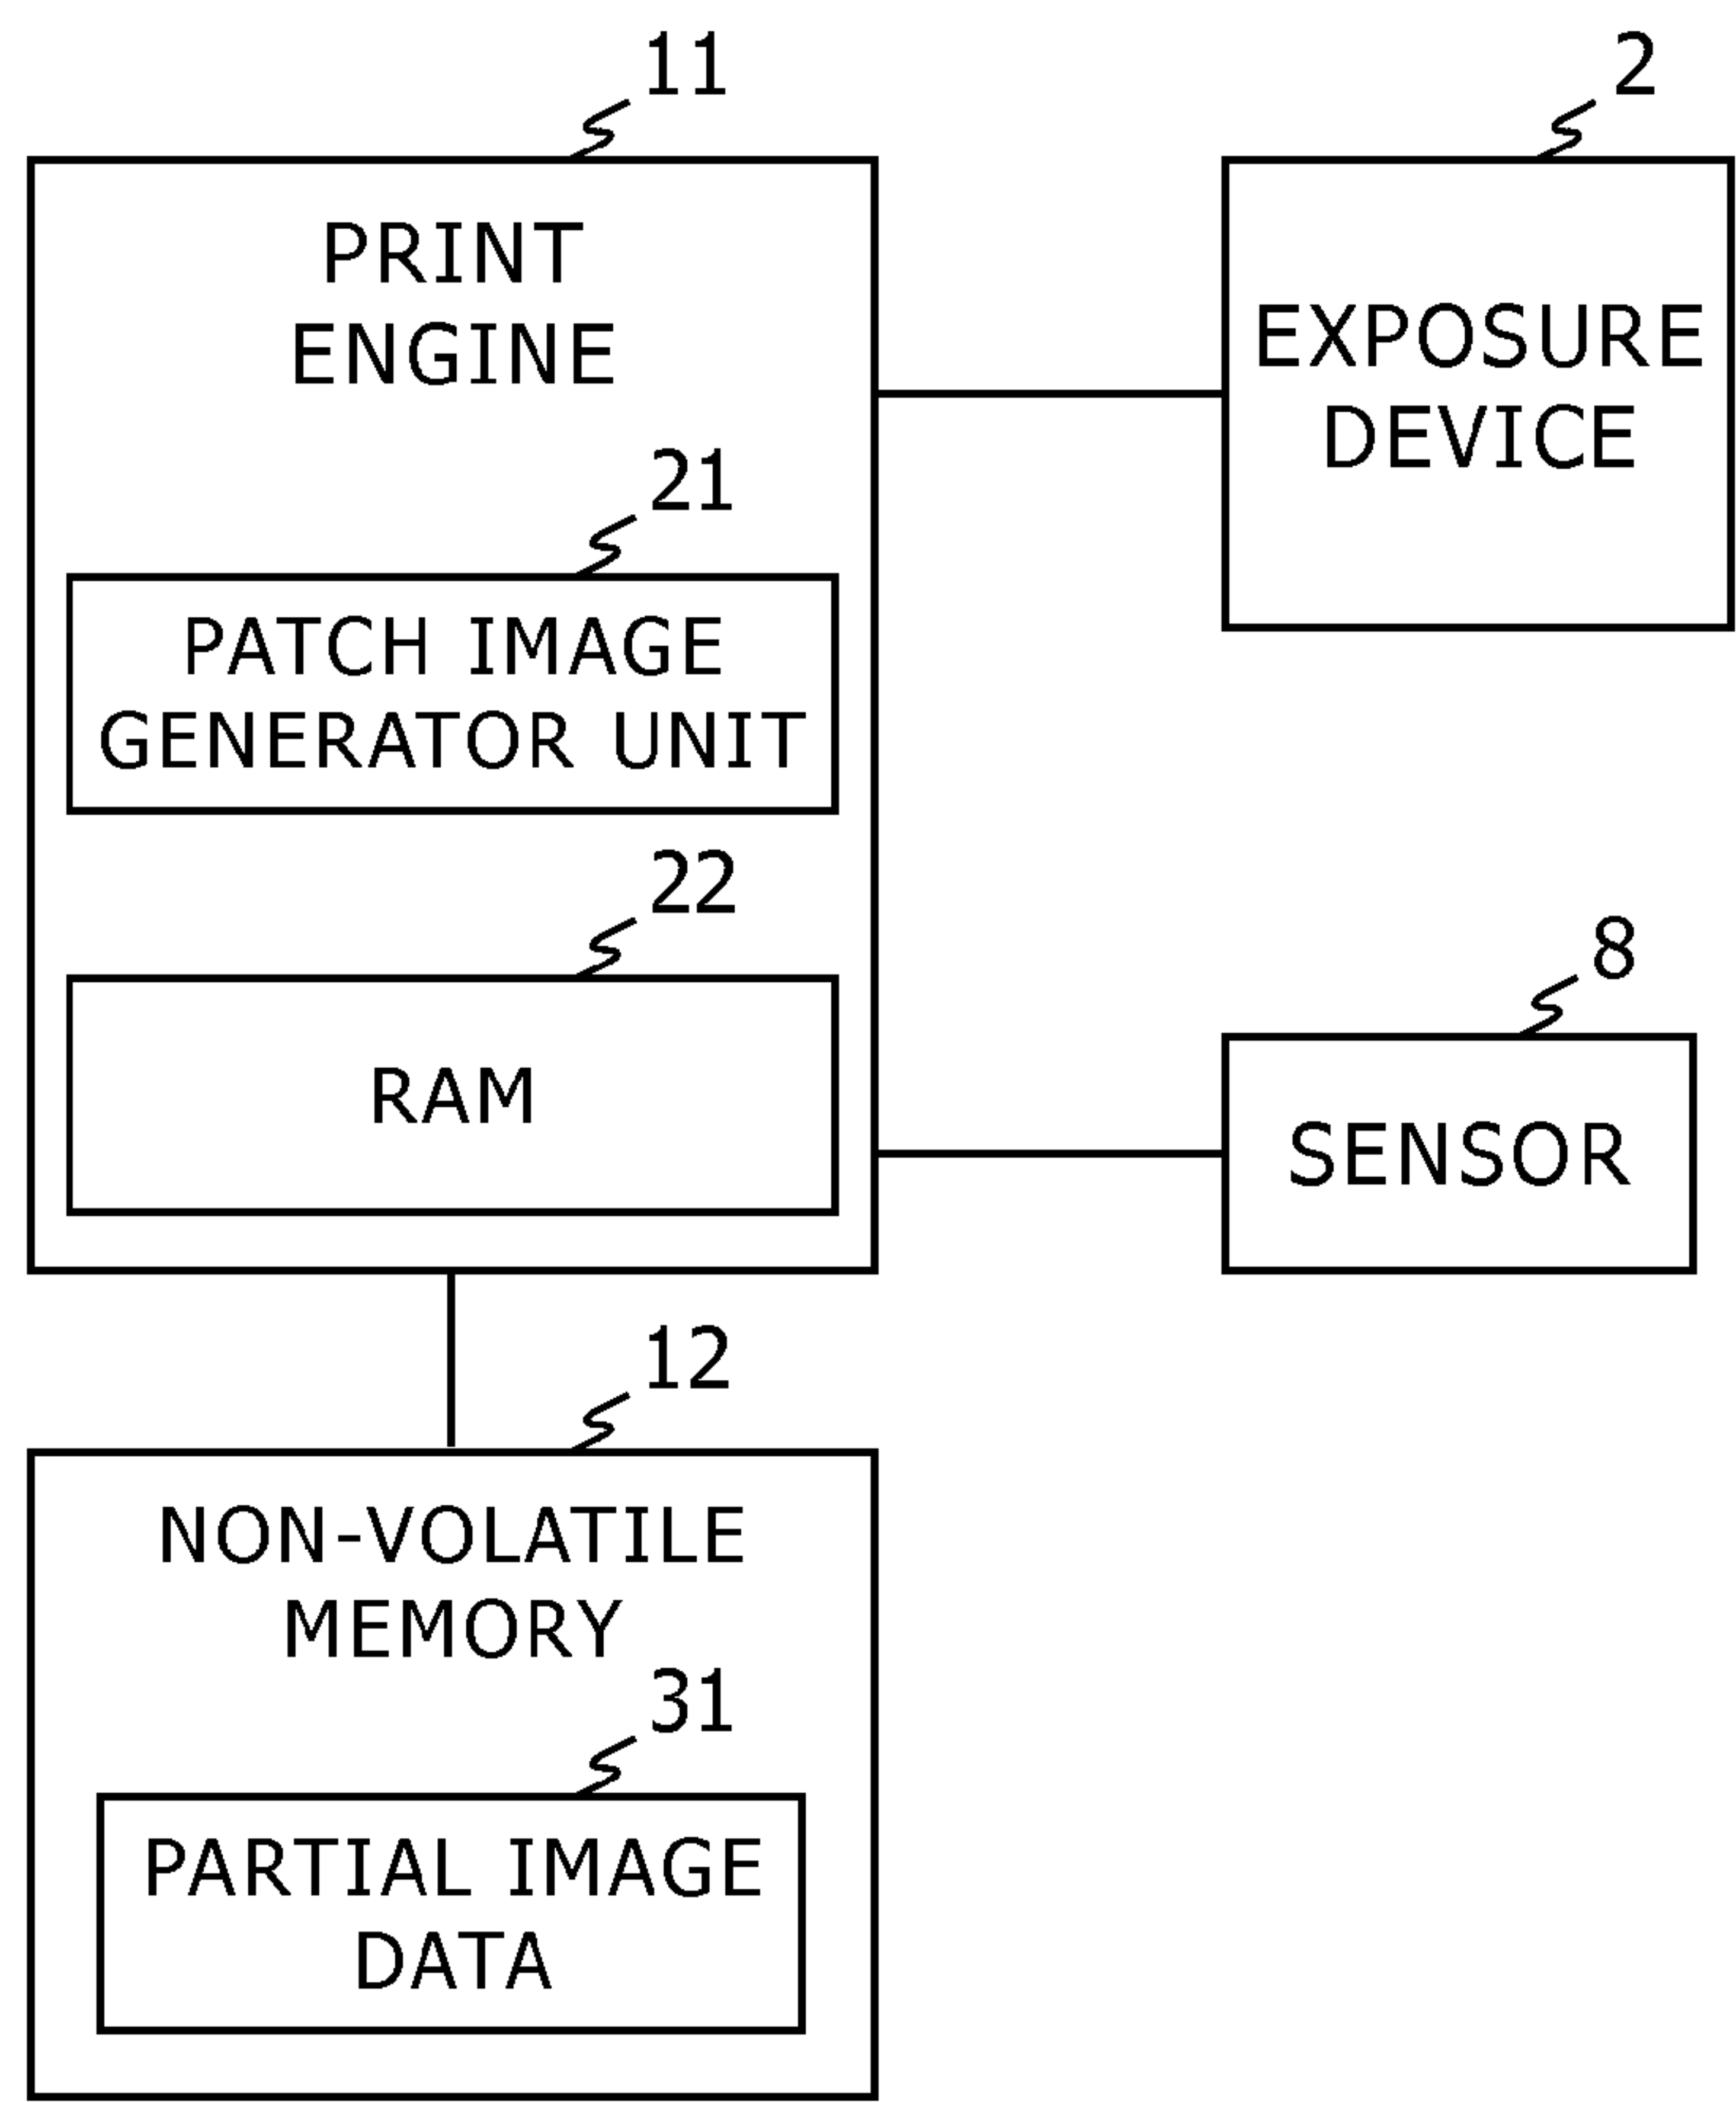 11
PRINT
ENGINE
21
PATCH IMAGE
GENERATOR UNIT
22
RAM
2
EXPOSURE
DEVICE
8
SENSOR
12
NON-VOLATILE
MEMORY
31
PARTIAL IMAGE
DATA